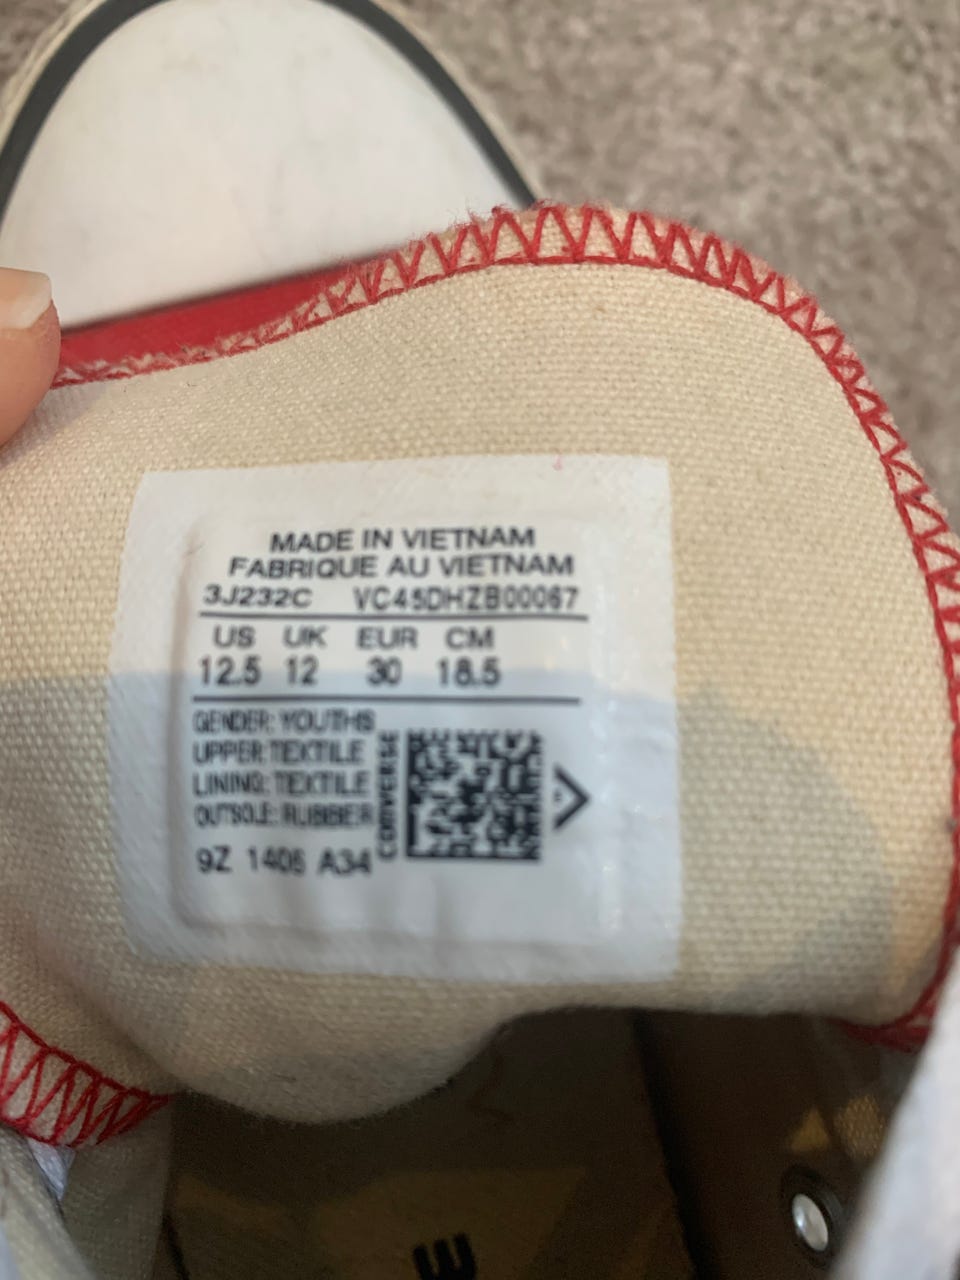 MADE IN VIETNAM
FABRIQUE AU VIETNAM
3J232C VC45DHZB00067
US UK EUR CM
12.5 12 30 18.5
GENDER: YOUTHS
UPPER: TEXTILE
LINING: TEXTILE
OUTSOLE: RUBBER
9Z 1406 A34
CONVERSE